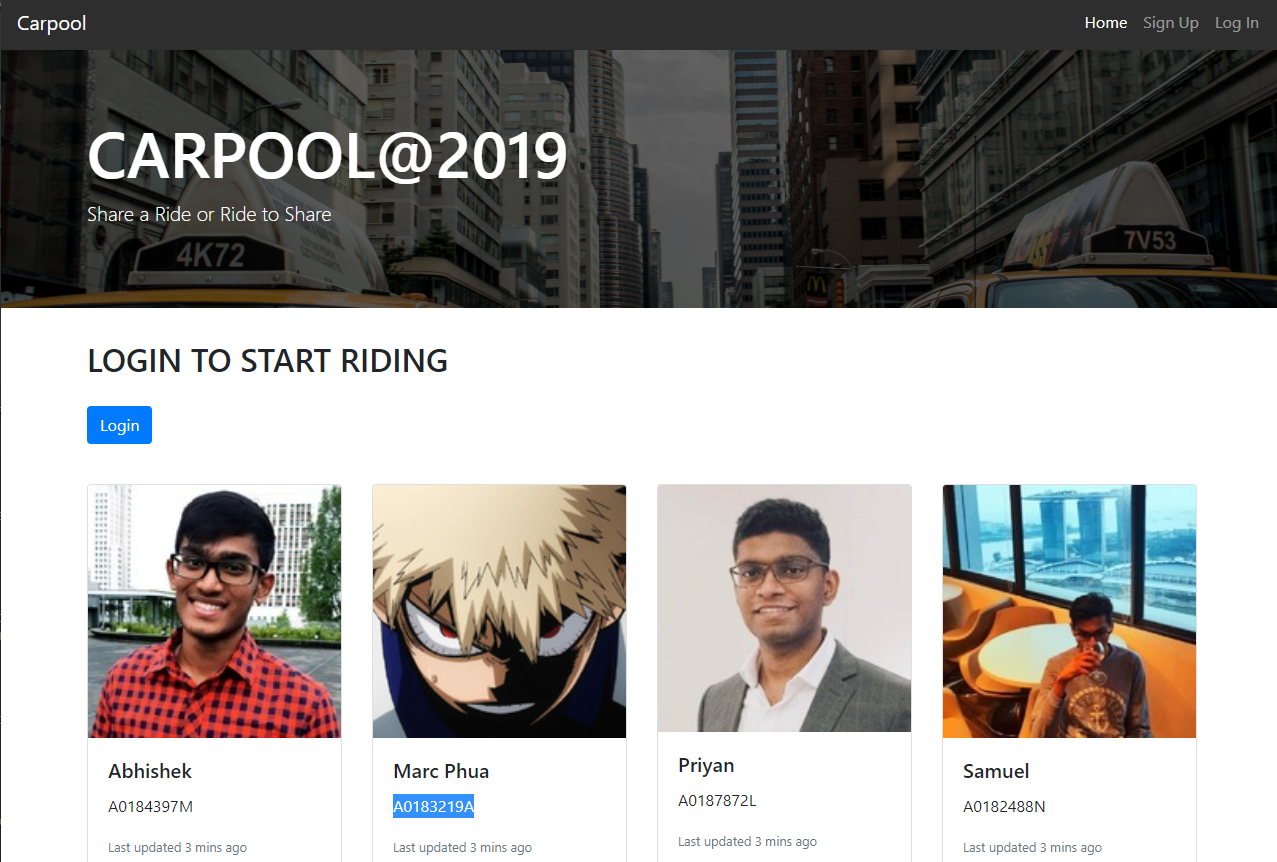 Carpool
Home Sign Up Log In
CARPOOL@2019
Share a Ride or Ride to Share
4K72
7V53
LOGIN TO START RIDING
Login
Abhishek
A0184397M
Last updated 3 mins ago
Marc Phua
A0183219A
Last updated 3 mins ago
Priyan
A0187872L
Last updated 3 mins ago
Samuel
A0182488N
Last updated 3 mins ago